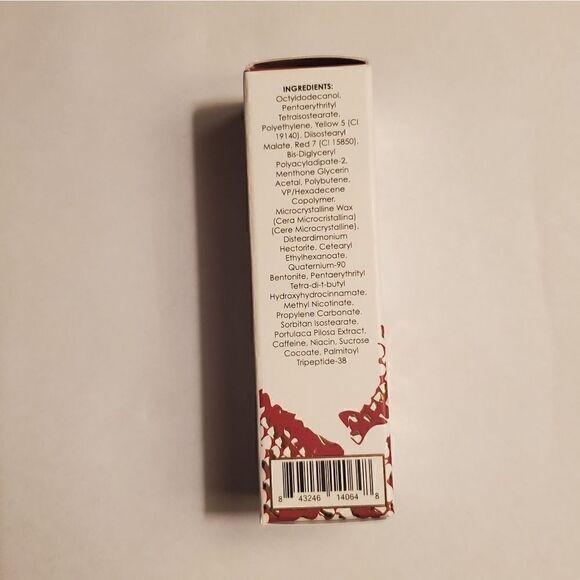 INGREDIENTS:
Octyldodecanol,
Pentaerythrityl
Tetraisostearate,
Polyethylene, Yellow 5 (CI
19140), Diisostearyl
Malate, Red 7 (CI 15850),
Bis-Diglyceryl
Polyacyladipate-2,
Menthone Glycerin
Acetal, Polybutene,
VP/Hexadecene
Copolymer,
Microcrystalline Wax
(Cera Microcristallina)
(Cere Microcrystalline),
Disteardimonium
Hectorite, Cetearyl
Ethylhexanoate,
Quaternium-90
Bentonite, Pentaerythrityl
Tetra-di-t-butyl
Hydroxyhydrocinnamate,
Methyl Nicotinate,
Propylene Carbonate,
Sorbitan Isostearate,
Portulaca Pilosa Extract,
Caffeine, Niacin, Sucrose
Cocoate, Palmitoyl
Tripeptide-38
8 43246 14064 8